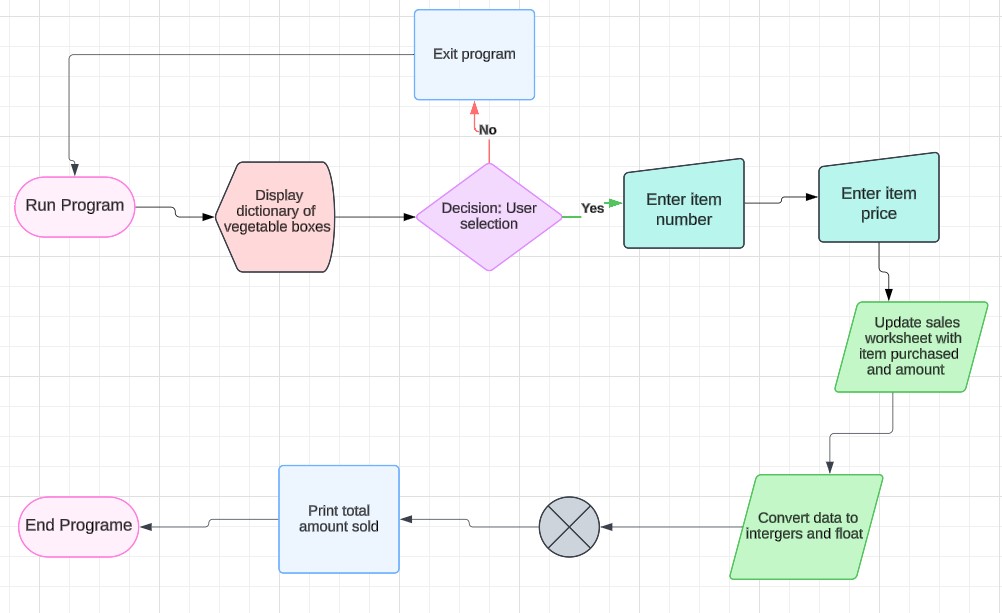 Exit program
No
Run Program
Display
dictionary of
vegetable boxes
Decision: User
selection
Yes
Enter item
number
Enter item
price
Update sales
worksheet with
item purchased
and amount
Convert data to
intergers and float
Print total
amount sold
End Programe